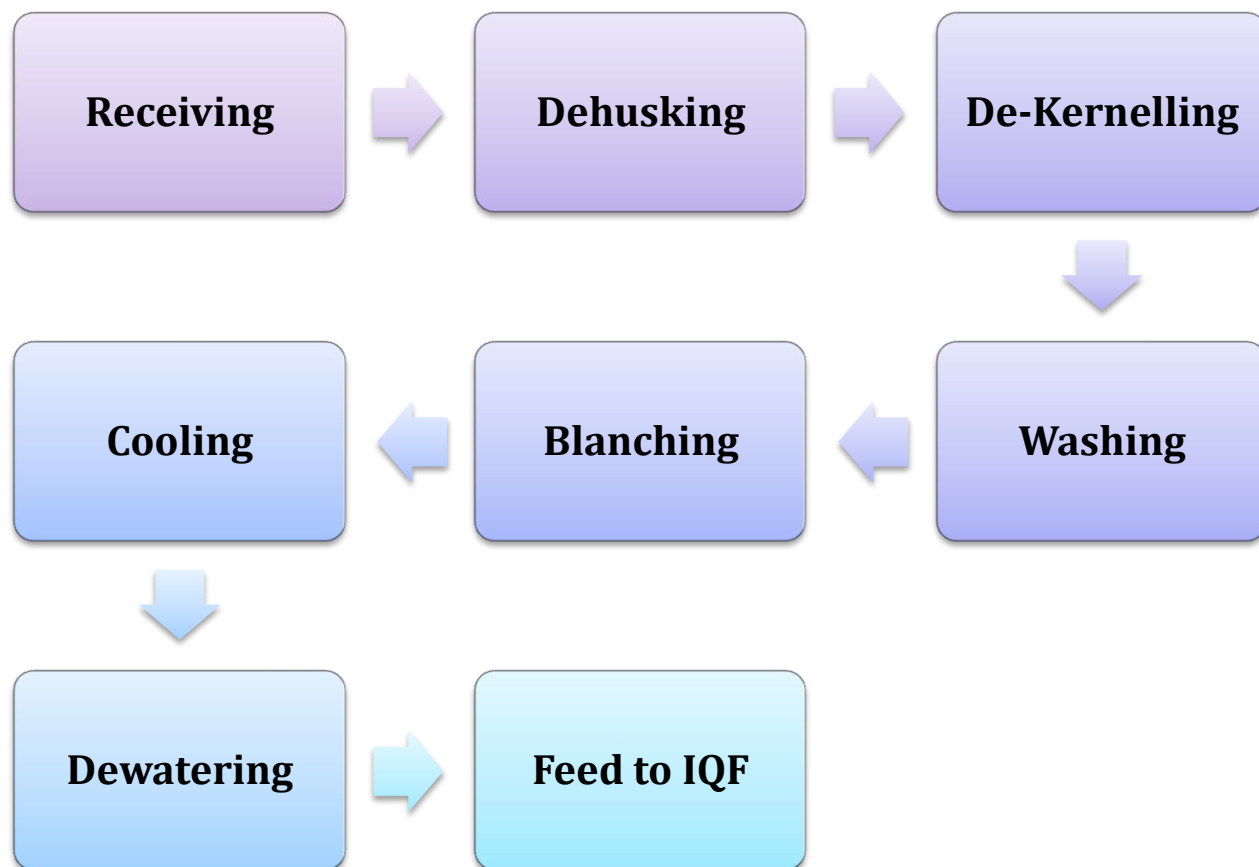 Receiving
Dehusking
De-Kernelling
Washing
Blanching
Cooling
Dewatering
Feed to IQF